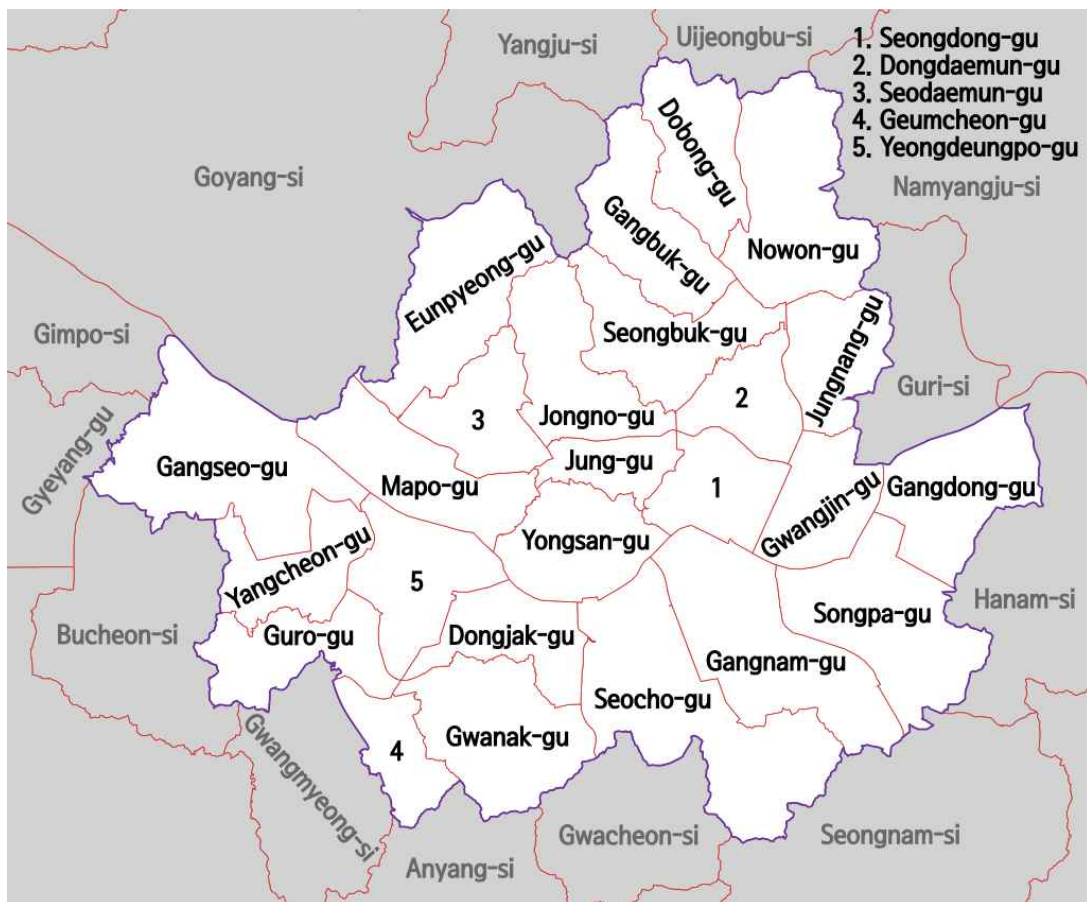 Yangju-si
Uijeongbu-si
1. Seongdong-gu
2. Dongdaemun-gu
3. Seodaemun-gu
4. Geumcheon-gu
5. Yeongdeungpo-gu
Dobong-gu
Goyang-si
Namyangju-si
Gangbuk-gu
Nowon-gu
Eunpyeong-gu
Gimpo-si
Seongbuk-gu
Jungnang-gu
Guri-si
2
3
Jongno-gu
Gyeyang-gu
Gangseo-gu
Mapo-gu
Jung-gu
1
Gwangjin-gu
Gangdong-gu
Yongsan-gu
Yangcheon-gu
5
Hanam-si
Songpa-gu
Bucheon-si
Guro-gu
Dongjak-gu
Gangnam-gu
Seocho-gu
Gwanak-gu
4
Gwangmyeong-si
Gwacheon-si
Seongnam-si
Anyang-si